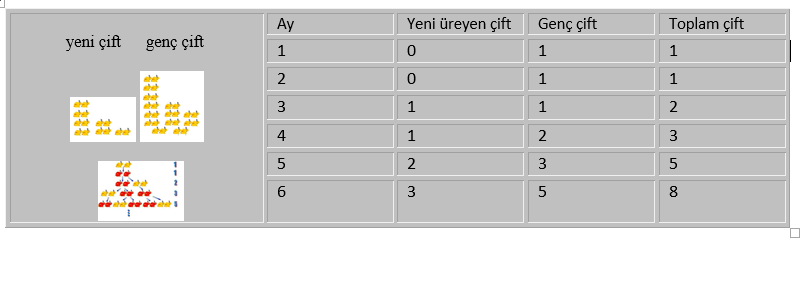 yeni çift genç çift
Ay Yeni üreyen çift Genç çift Toplam çift
1 0 1 1
2 0 1 1
3 1 1 2
4 1 2 3
5 2 3 5
6 3 5 8